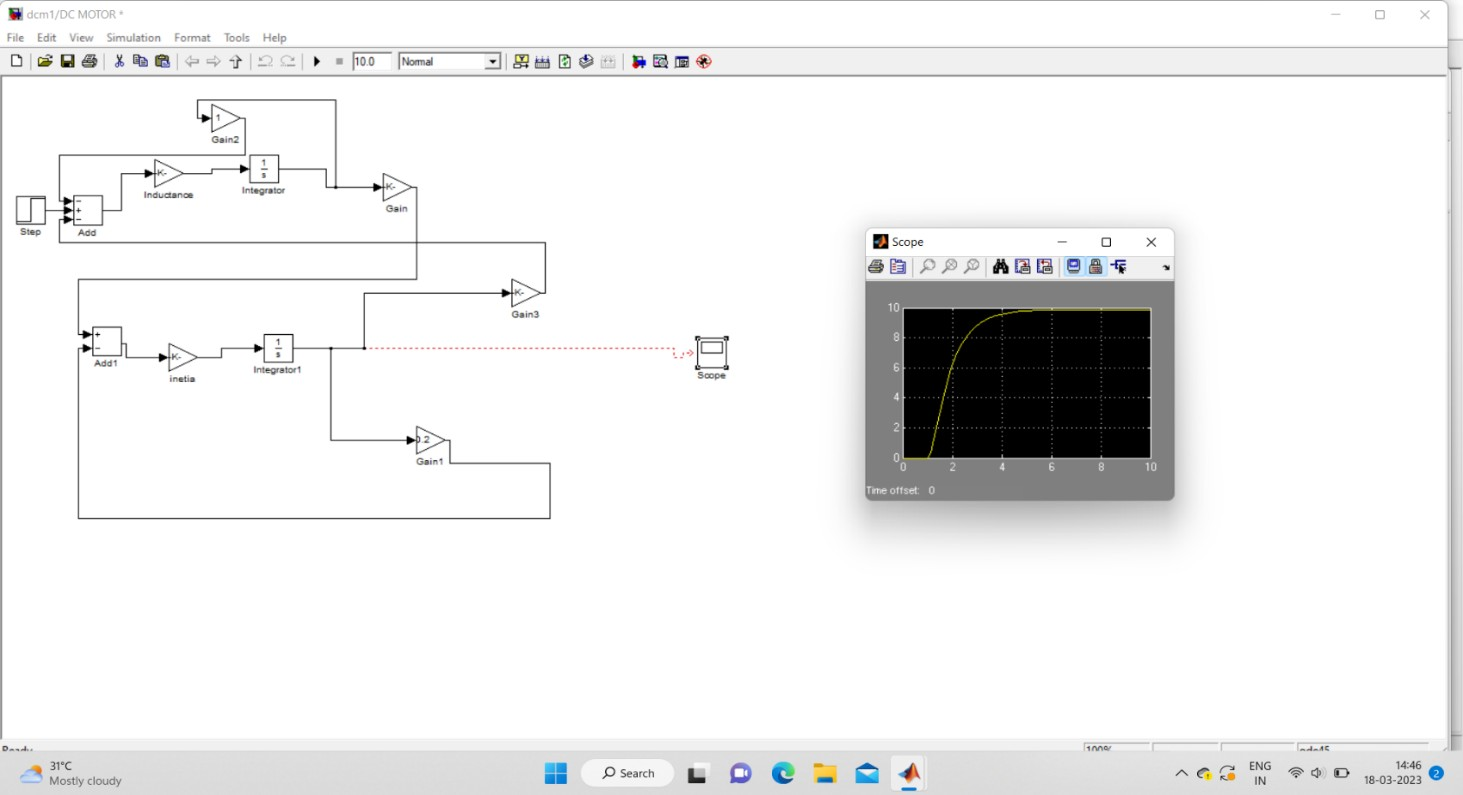 dcm1/DC MOTOR *
File Edit View Simulation Format Tools Help
10.0 Normal
1
Gain2
-K-
Inductance
1
s
Integrator
-K-
Gain
Step
Add
-K-
Gain3
Add1
-K-
inetia
1
s
Integrator1
Scope
0.2
Gain1
Scope
10
8
6
4
2
0
0 2 4 6 8 10
Time offset: 0
Ready 100% ode45
31°C
Mostly cloudy
Search
ENG
IN
14:46
18-03-2023
2